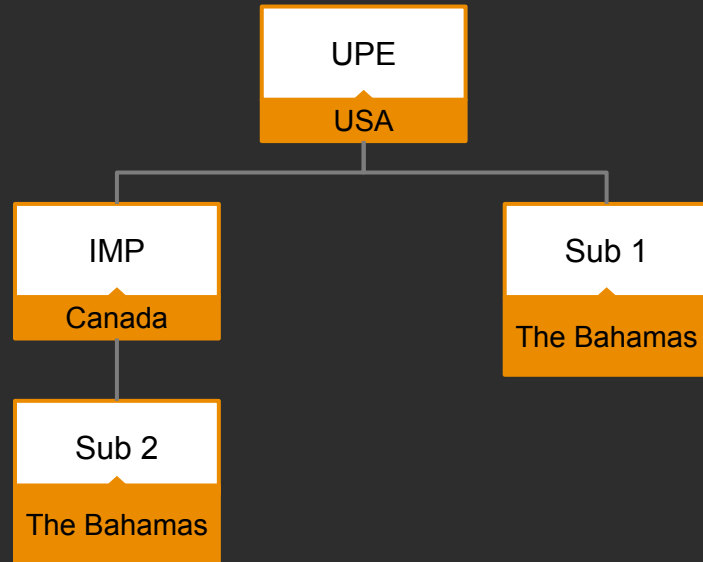 UPE
USA
IMP
Canada
Sub 1
The Bahamas
Sub 2
The Bahamas